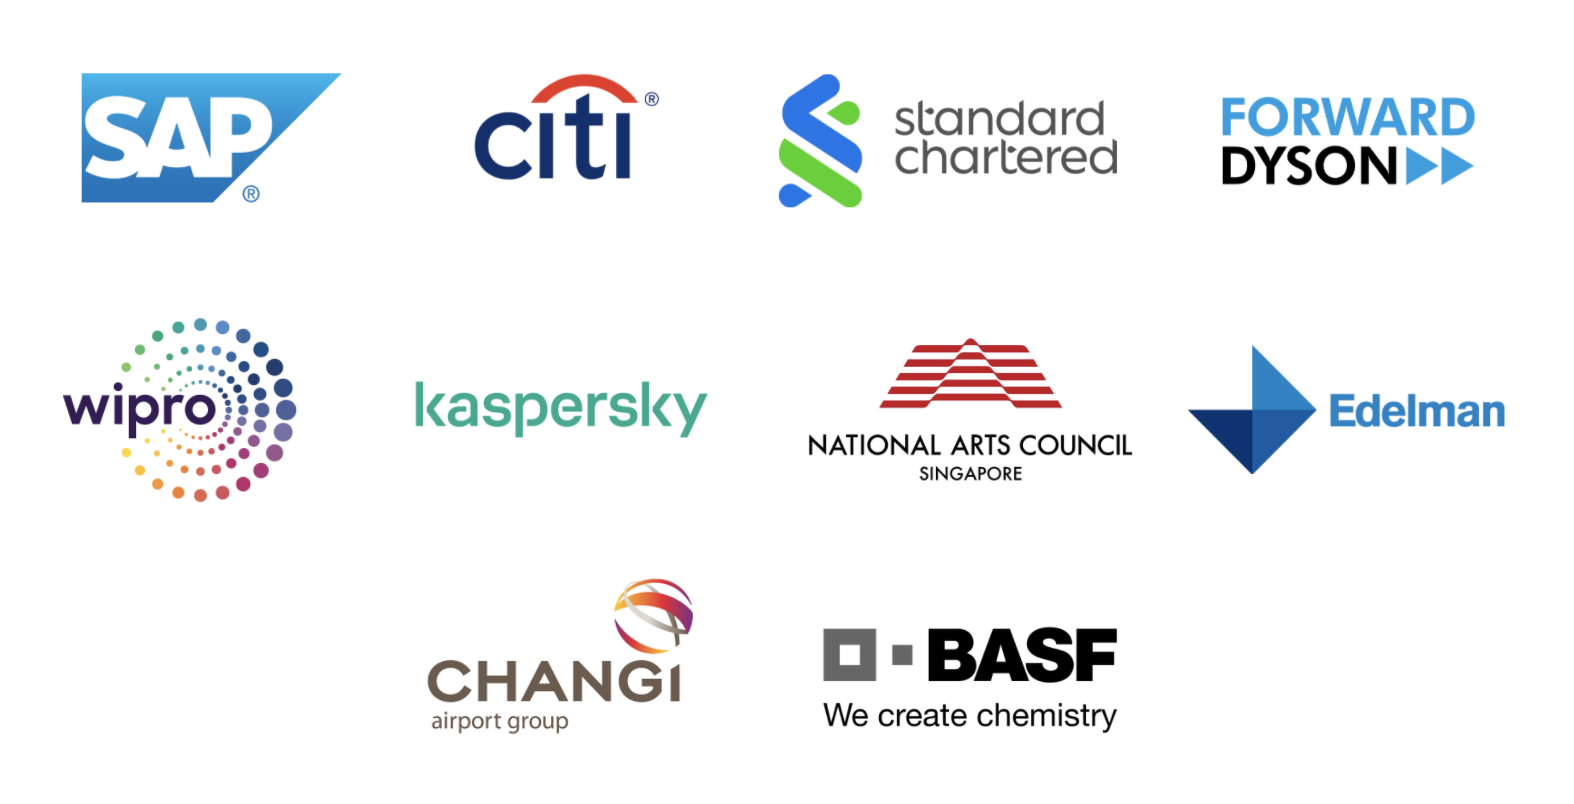 SAP ®
citi ®
standard
chartered
FORWARD
DYSON
wipro
kaspersky
NATIONAL ARTS COUNCIL
SINGAPORE
Edelman
CHANGI
airport group
BASF
We create chemistry